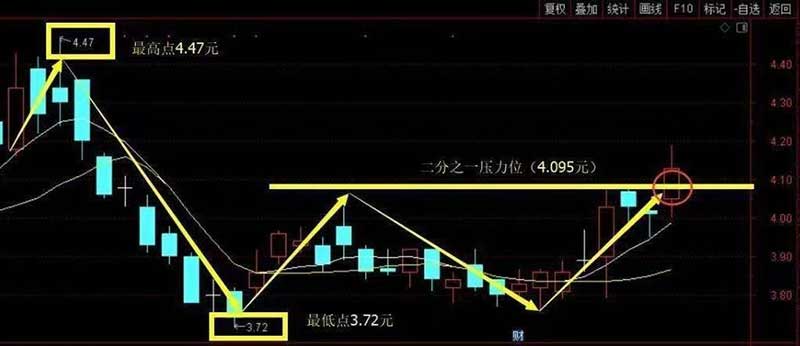 复权 叠加 统计 画线 F10 标记 -自选 返回
4.47
最高点4.47元
4.40
4.30
4.20
二分之一压力位（4.095元）
4.10
4.00
3.90
3.80
3.72
最低点3.72元
财